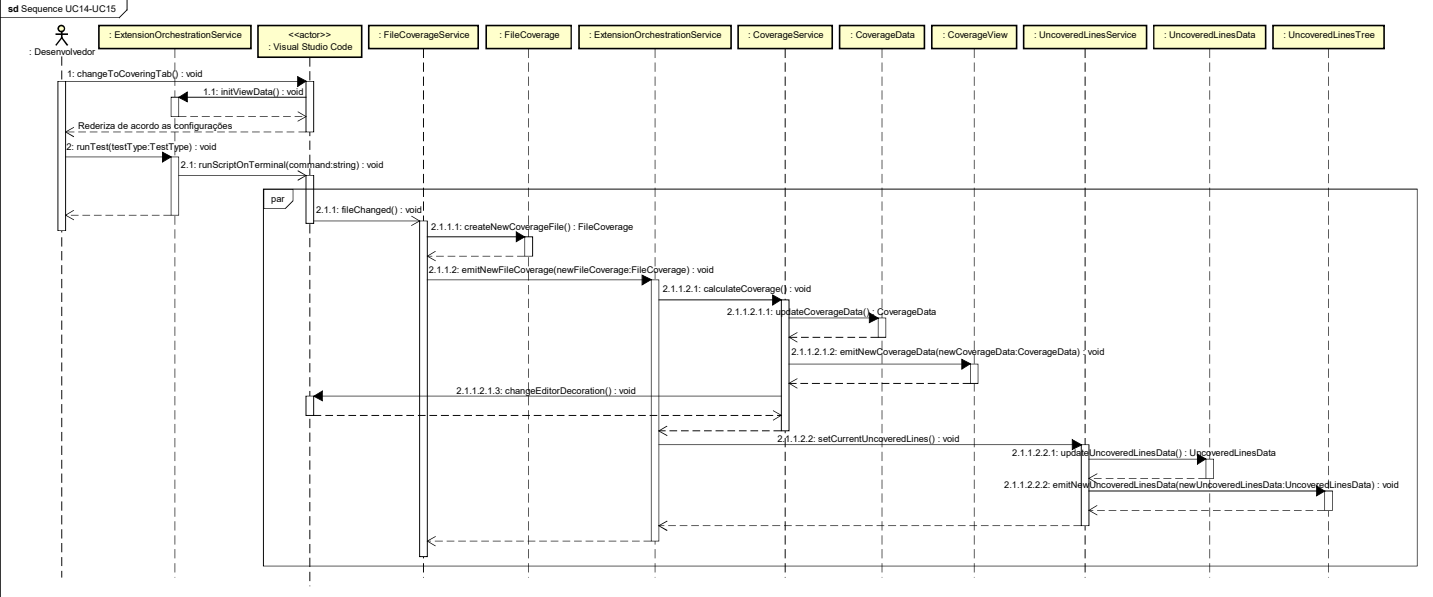 sd Sequence UC14-UC15
: Desenvolvedor
: ExtensionOrchestrationService
<<actor>>
: Visual Studio Code
: FileCoverageService
: FileCoverage
: ExtensionOrchestrationService
: CoverageService
: CoverageData
: CoverageView
: UncoveredLinesService
: UncoveredLinesData
: UncoveredLinesTree
1: changeToCoveringTab() : void
1.1: initViewData() : void
Rederiza de acordo as configurações
2: runTest(testType:TestType) : void
2.1: runScriptOnTerminal(command:string) : void
par
2.1.1: fileChanged() : void
2.1.1.1: createNewCoverageFile() : FileCoverage
2.1.1.2: emitNewFileCoverage(newFileCoverage:FileCoverage) : void
2.1.1.2.1: calculateCoverage() : void
2.1.1.2.1.1: updateCoverageData() : CoverageData
2.1.1.2.1.2: emitNewCoverageData(newCoverageData:CoverageData) : void
2.1.1.2.1.3: changeEditorDecoration() : void
2.1.1.2.2: setCurrentUncoveredLines() : void
2.1.1.2.2.1: updateUncoveredLinesData() : UncoveredLinesData
2.1.1.2.2.2: emitNewUncoveredLinesData(newUncoveredLinesData:UncoveredLinesData) : void